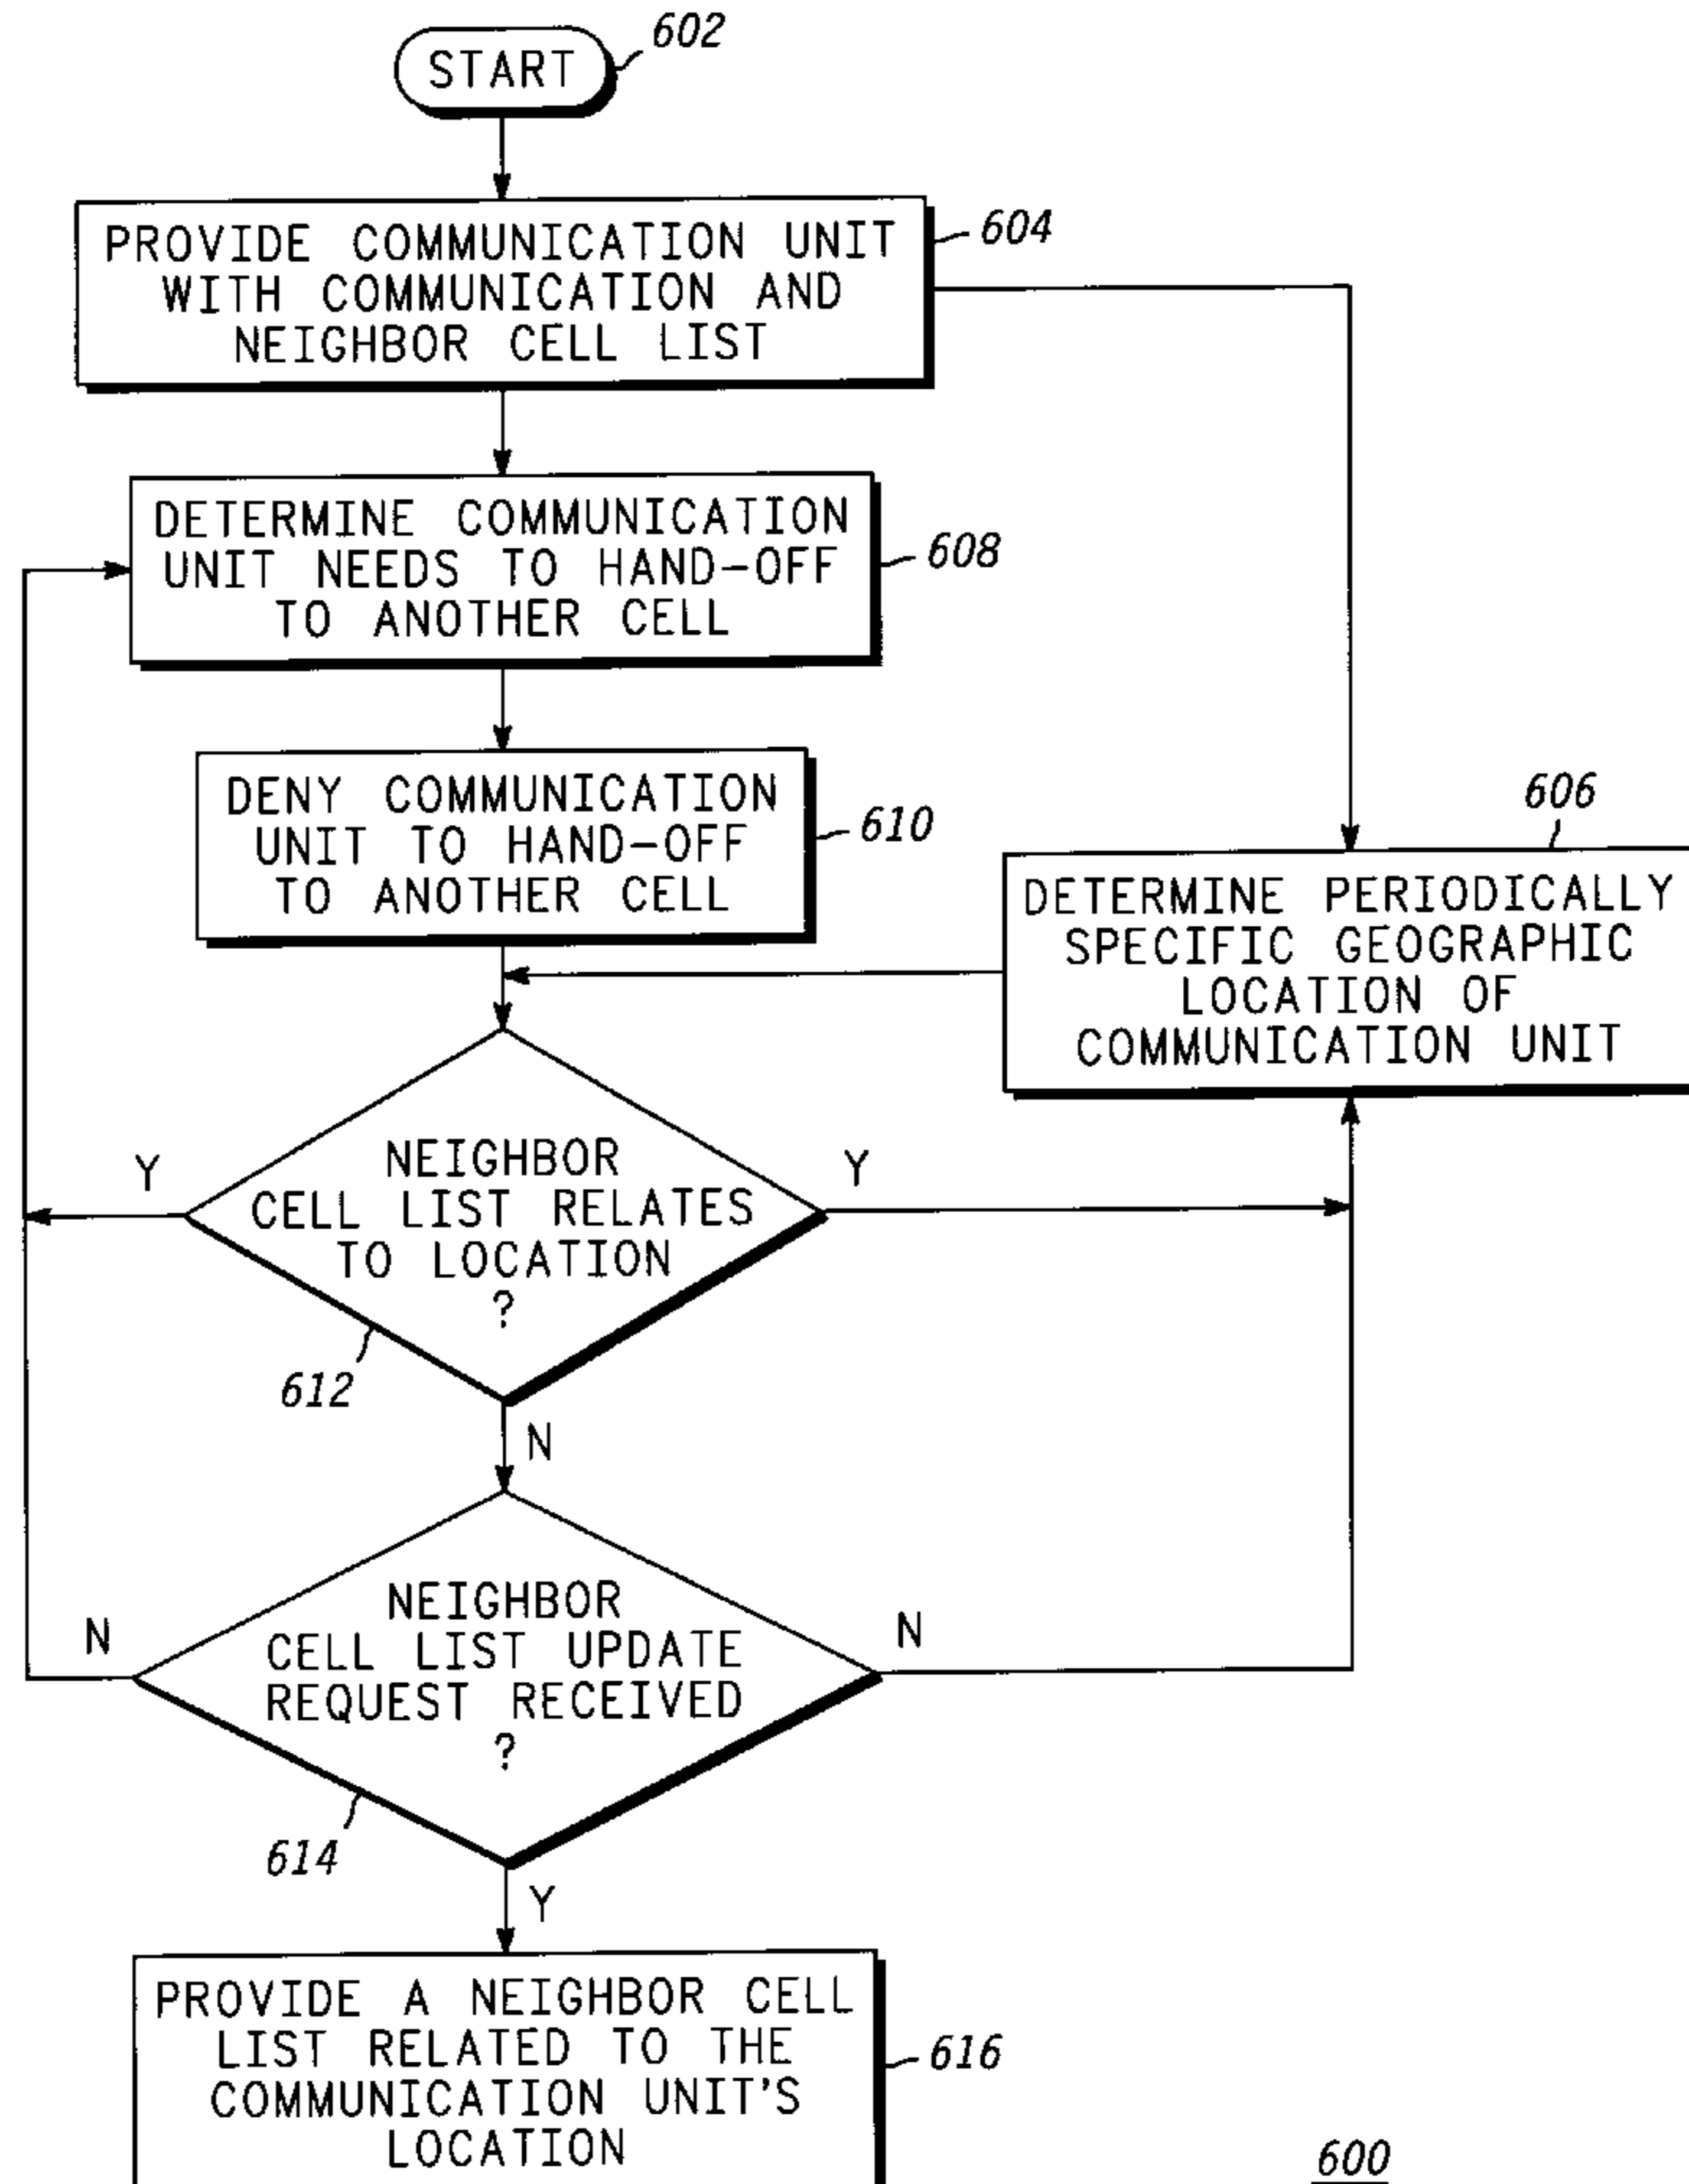 START
602
PROVIDE COMMUNICATION UNIT
WITH COMMUNICATION AND
NEIGHBOR CELL LIST
604
DETERMINE COMMUNICATION
UNIT NEEDS TO HAND-OFF
TO ANOTHER CELL
608
DENY COMMUNICATION
UNIT TO HAND-OFF
TO ANOTHER CELL
610
606
DETERMINE PERIODICALLY
SPECIFIC GEOGRAPHIC
LOCATION OF
COMMUNICATION UNIT
Y
NEIGHBOR
CELL LIST RELATES
TO LOCATION
?
Y
612
N
N
NEIGHBOR
CELL LIST UPDATE
REQUEST RECEIVED
?
N
614
Y
PROVIDE A NEIGHBOR CELL
LIST RELATED TO THE
COMMUNICATION UNIT'S
LOCATION
616
600